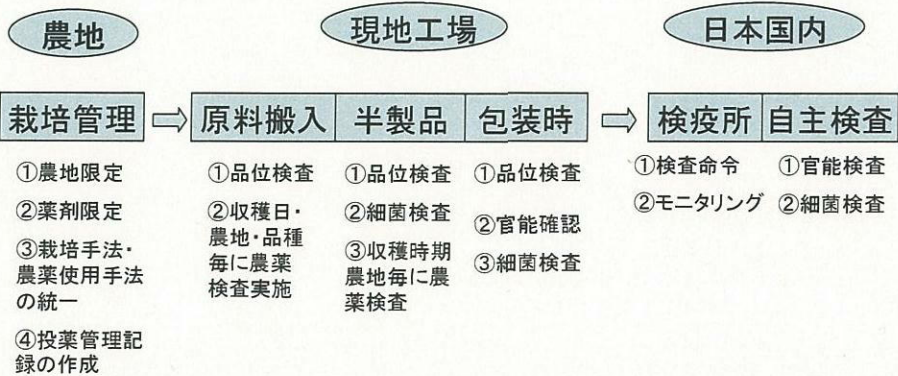 農地
現地工場
日本国内
栽培管理
原料搬入
半製品
包装時
検疫所
自主検査
①農地限定
②薬剤限定
③栽培手法・
農薬使用手法
の統一
④投薬管理記
録の作成
①品位検査
②収穫日・
農地・品種
毎に農薬
検査実施
①品位検査
②細菌検査
③収穫時期
農地毎に農
薬検査
①品位検査
②官能確認
③細菌検査
①検査命令
②モニタリング
①官能検査
②細菌検査